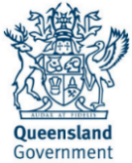 AUDAX AT FIDELIS
Queensland
Government